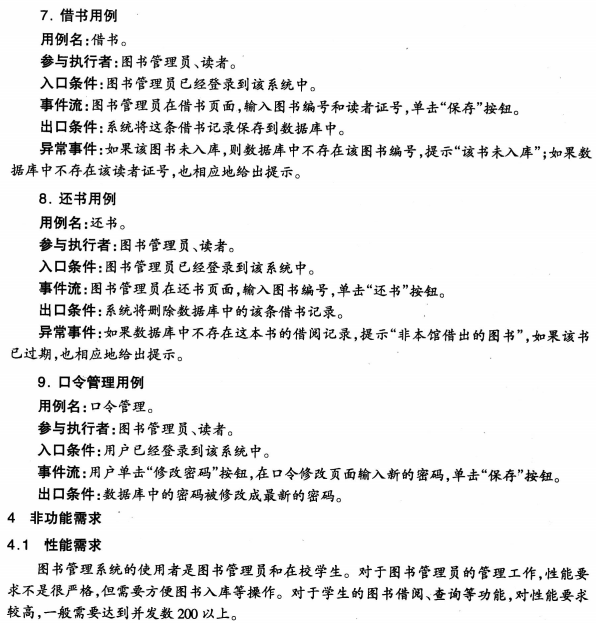 7. 借书用例
用例名:借书。
参与执行者:图书管理员、读者。
入口条件:图书管理员已经登录到该系统中。
事件流:图书管理员在借书页面,输入图书编号和读者证号,单击“保存”按钮。
出口条件:系统将这条借书记录保存到数据库中。
异常事件:如果该图书未入库,则数据库中不存在该图书编号,提示“该书未入库”;如果数
据库中不存在该读者证号,也相应地给出提示。
8. 还书用例
用例名:还书。
参与执行者:图书管理员、读者。
入口条件:图书管理员已经登录到该系统中。
事件流:图书管理员在还书页面,输入图书编号,单击“还书”按钮。
出口条件:系统将删除数据库中的该条借书记录。
异常事件:如果数据库中不存在这本书的借阅记录,提示“非本馆借出的图书”,如果该书
已过期,也相应地给出提示。
9. 口令管理用例
用例名:口令管理。
参与执行者:图书管理员、读者。
入口条件:用户已经登录到该系统中。
事件流:用户单击“修改密码”按钮,在口令修改页面输入新的密码,单击“保存”按钮。
出口条件:数据库中的密码被修改成最新的密码。
4 非功能需求
4.1 性能需求
图书管理系统的使用者是图书管理员和在校学生。对于图书管理员的管理工作,性能要
求不是很严格,但需要方便图书入库等操作。对于学生的图书借阅、查询等功能,对性能要求
较高,一般需要达到并发数 200 以上。